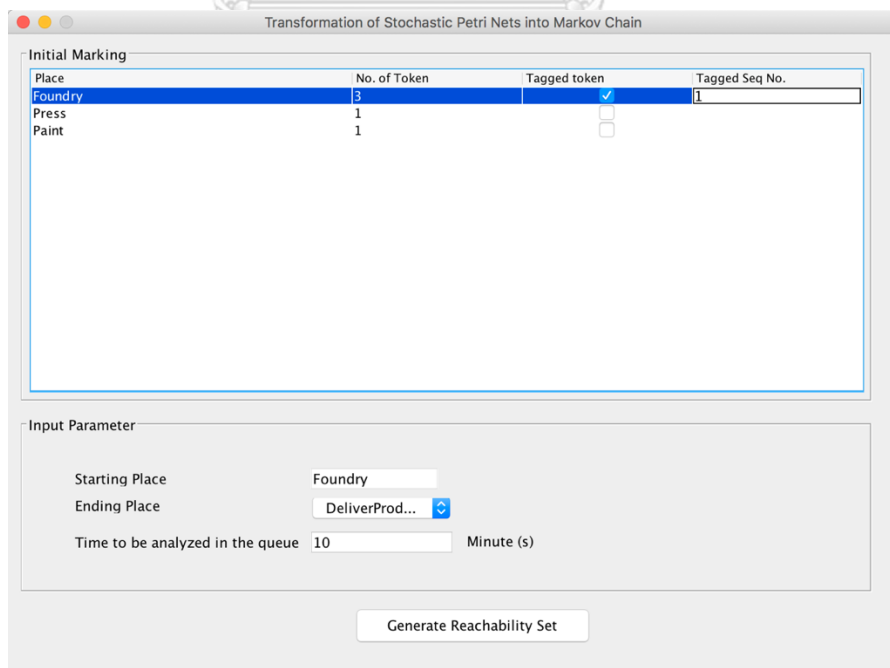 Transformation of Stochastic Petri Nets into Markov Chain
Initial Marking
Place No. of Token Tagged token Tagged Seq No.
Foundry 3 1
Press 1
Paint 1
Input Parameter
Starting Place Foundry
Ending Place DeliverProd...
Time to be analyzed in the queue 10 Minute (s)
Generate Reachability Set